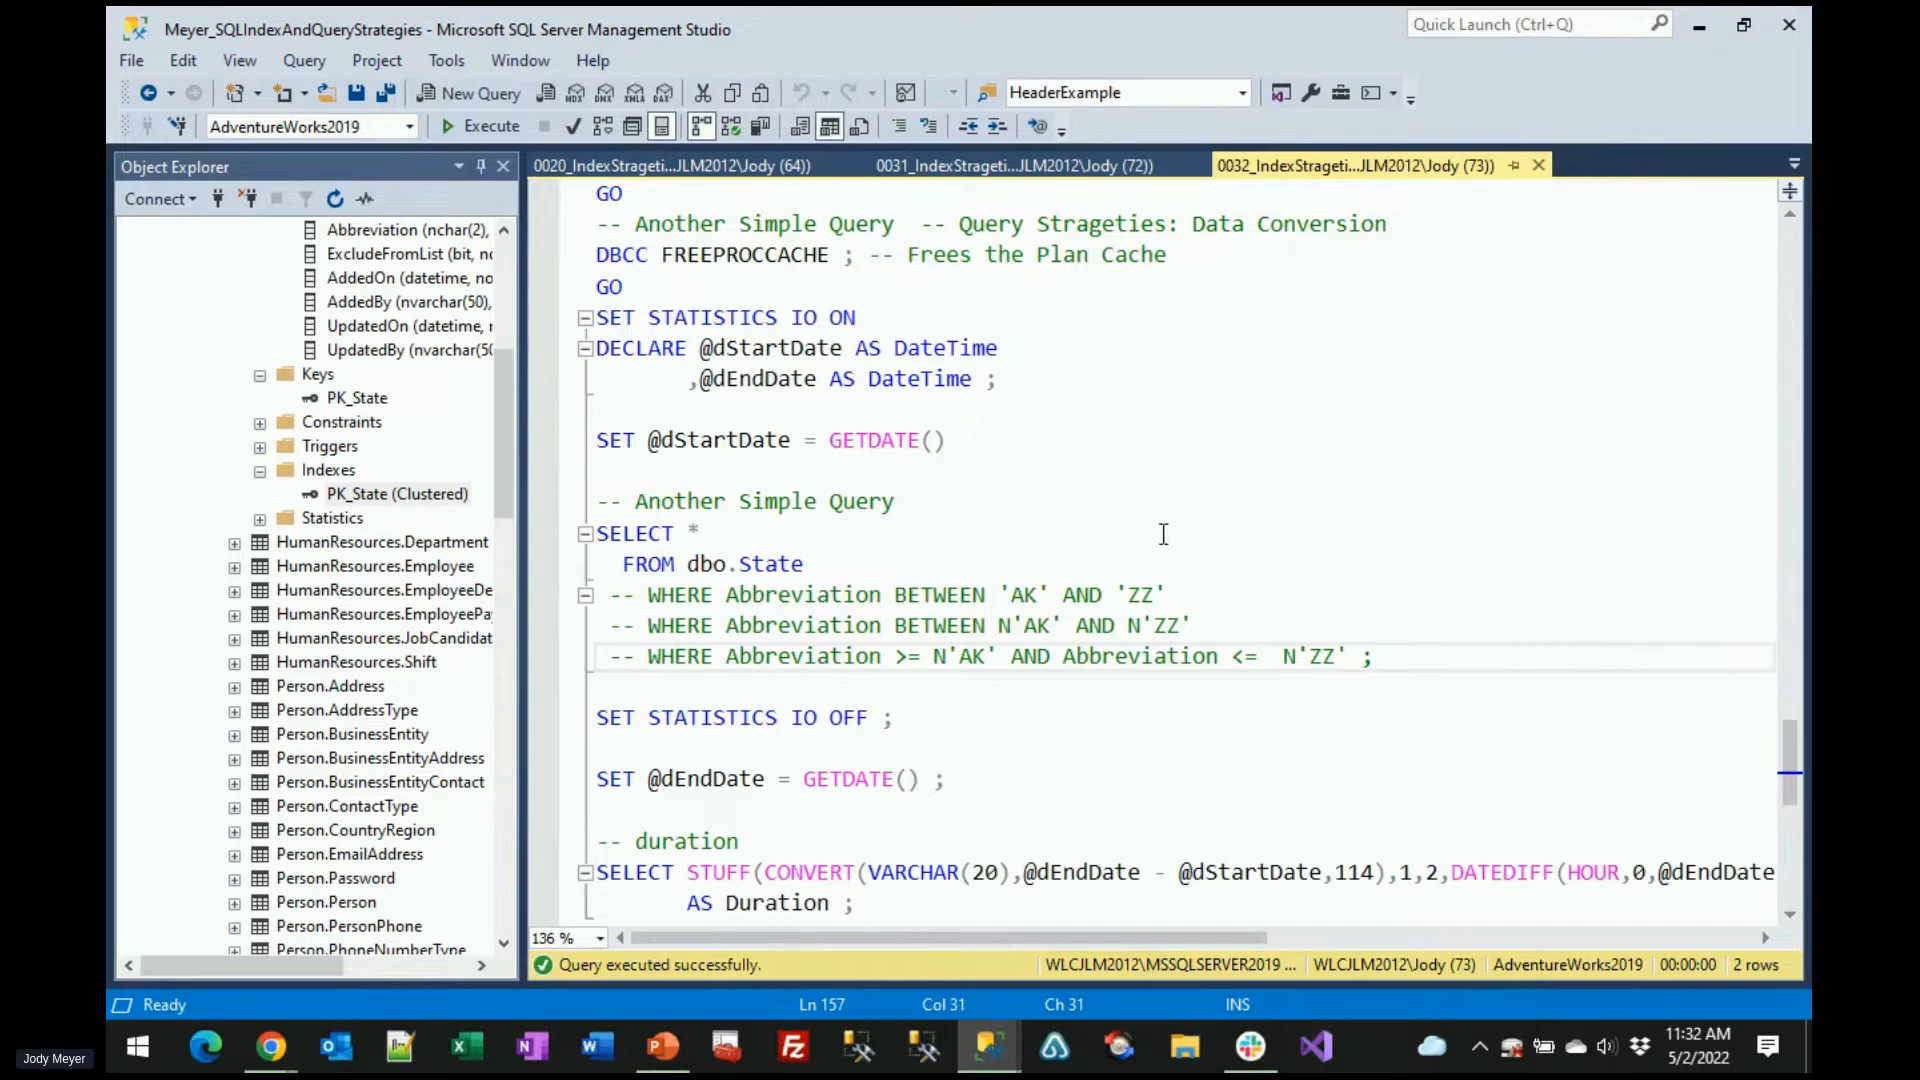 Meyer_SQLIndexAndQueryStrategies - Microsoft SQL Server Management Studio
Quick Launch (Ctrl+Q)
File Edit View Query Project Tools Window Help
New Query
HeaderExample
AdventureWorks2019
Execute
Object Explorer
0020_IndexStrageti...JLM2012\Jody (64))
0031_IndexStrageti...JLM2012\Jody (72))
0032_IndexStrageti...JLM2012\Jody (73))
Connect
Abbreviation (nchar(2),
ExcludeFromList (bit, no
AddedOn (datetime, no
AddedBy (nvarchar(50),
UpdatedOn (datetime, n
UpdatedBy (nvarchar(50
Keys
PK_State
Constraints
Triggers
Indexes
PK_State (Clustered)
Statistics
HumanResources.Department
HumanResources.Employee
HumanResources.EmployeeDe
HumanResources.EmployeePa
HumanResources.JobCandidat
HumanResources.Shift
Person.Address
Person.AddressType
Person.BusinessEntity
Person.BusinessEntityAddress
Person.BusinessEntityContact
Person.ContactType
Person.CountryRegion
Person.EmailAddress
Person.Password
Person.Person
Person.PersonPhone
Person.PhoneNumberType
GO
-- Another Simple Query -- Query Strageties: Data Conversion
DBCC FREEPROCCACHE ; -- Frees the Plan Cache
GO
SET STATISTICS IO ON
DECLARE @dStartDate AS DateTime
,@dEndDate AS DateTime ;
SET @dStartDate = GETDATE()
-- Another Simple Query
SELECT *
FROM dbo.State
-- WHERE Abbreviation BETWEEN 'AK' AND 'ZZ'
-- WHERE Abbreviation BETWEEN N'AK' AND N'ZZ'
-- WHERE Abbreviation >= N'AK' AND Abbreviation <= N'ZZ' ;
SET STATISTICS IO OFF ;
SET @dEndDate = GETDATE() ;
-- duration
SELECT STUFF(CONVERT(VARCHAR(20),@dEndDate - @dStartDate,114),1,2,DATEDIFF(HOUR,0,@dEndDate
AS Duration ;
136 %
Query executed successfully.
WLCJLM2012\MSSQLSERVER2019 ...
WLCJLM2012\Jody (73)
AdventureWorks2019
00:00:00
2 rows
Ready
Ln 157
Col 31
Ch 31
INS
11:32 AM
5/2/2022
Jody Meyer